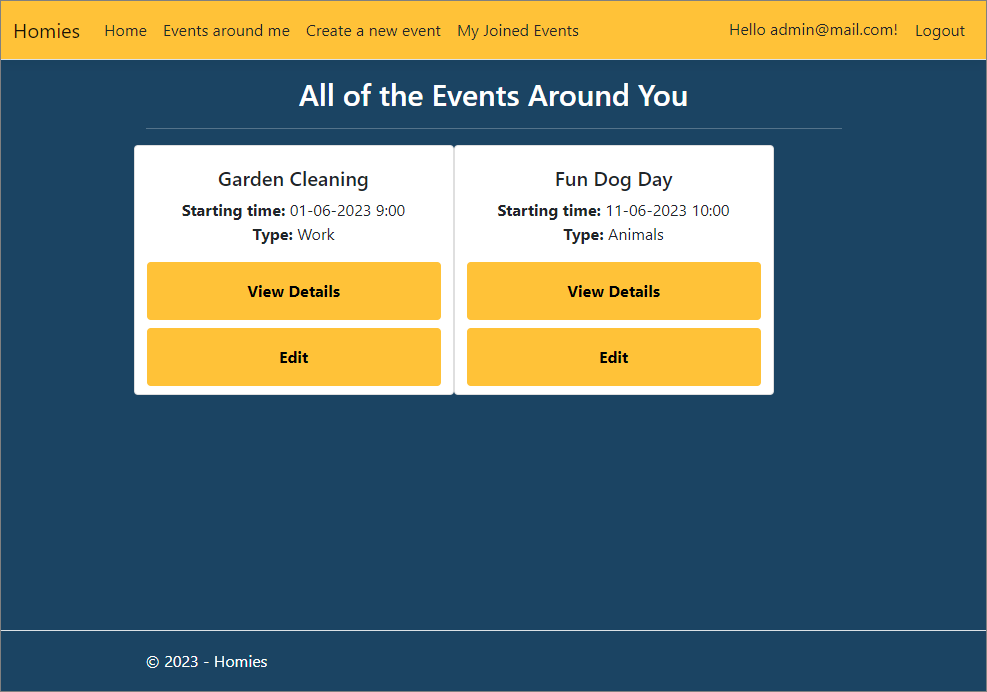 Homies Home Events around me Create a new event My Joined Events Hello admin@mail.com! Logout
All of the Events Around You
Garden Cleaning
Starting time: 01-06-2023 9:00
Type: Work
View Details
Edit
Fun Dog Day
Starting time: 11-06-2023 10:00
Type: Animals
View Details
Edit
© 2023 - Homies